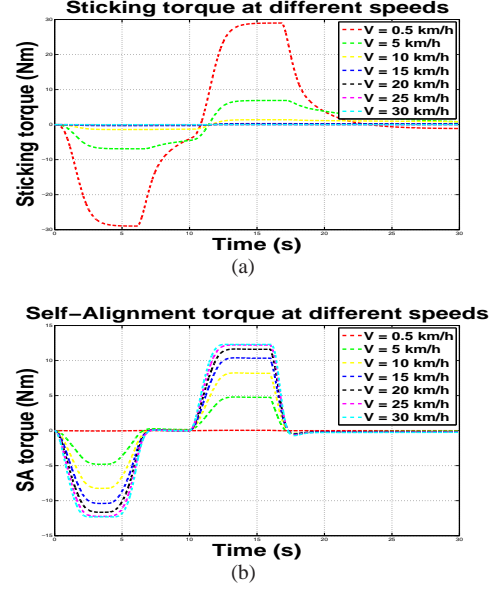 Sticking torque at different speeds
30
20
10
0
-10
-20
-30
0
5
10
15
20
25
30
Sticking torque (Nm)
Time (s)
V = 0.5 km/h
V = 5 km/h
V = 10 km/h
V = 15 km/h
V = 20 km/h
V = 25 km/h
V = 30 km/h
(a)
Self-Alignment torque at different speeds
15
10
5
0
-5
-10
-15
0
5
10
15
20
25
30
SA torque (Nm)
Time (s)
V = 0.5 km/h
V = 5 km/h
V = 10 km/h
V = 15 km/h
V = 20 km/h
V = 25 km/h
V = 30 km/h
(b)